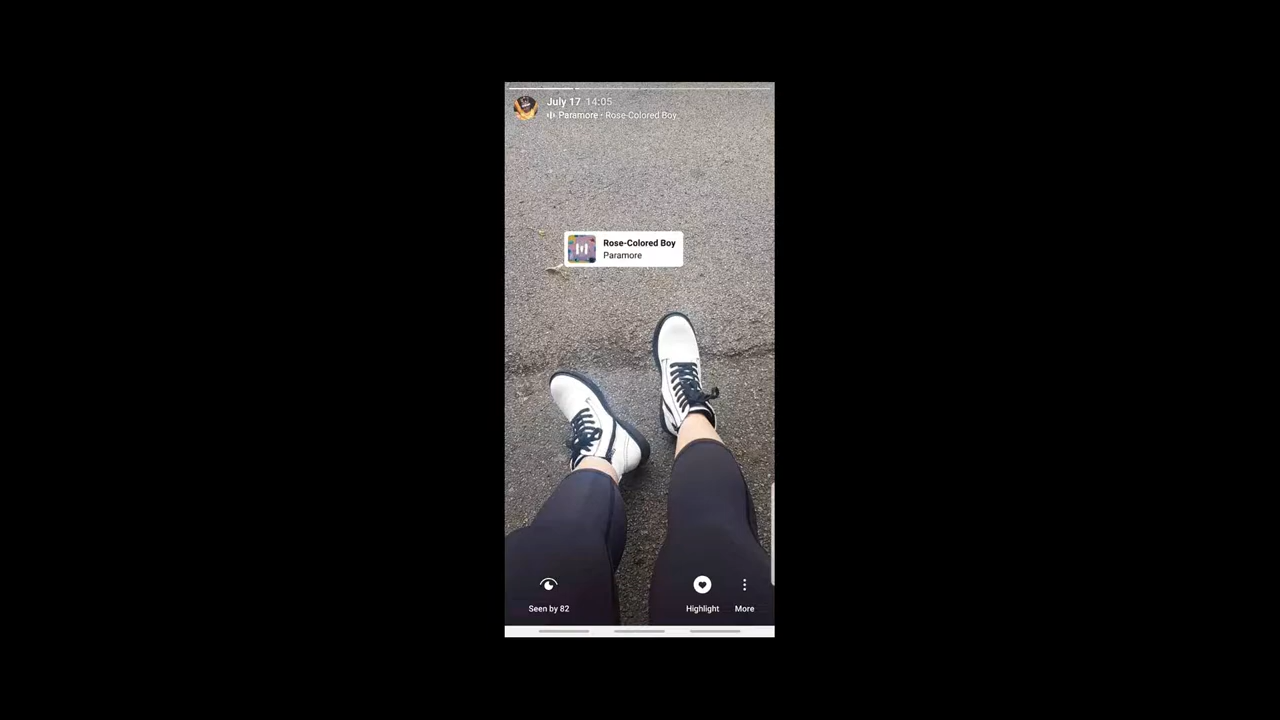 July 17 14:05
Paramore • Rose-Colored Boy
Rose-Colored Boy
Paramore
Seen by 82
Highlight
More